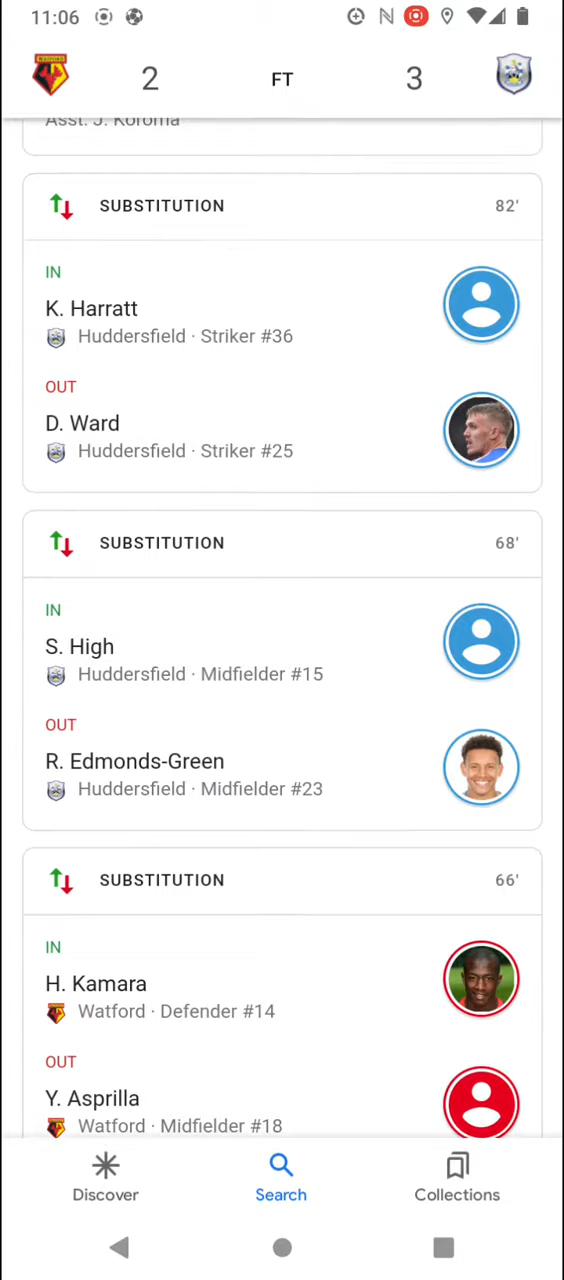 11:06
2
FT
3
Asst. J. Koroma
SUBSTITUTION
82'
IN
K. Harratt
Huddersfield · Striker #36
OUT
D. Ward
Huddersfield · Striker #25
SUBSTITUTION
68'
IN
S. High
Huddersfield · Midfielder #15
OUT
R. Edmonds-Green
Huddersfield · Midfielder #23
SUBSTITUTION
66'
IN
H. Kamara
Watford · Defender #14
OUT
Y. Asprilla
Watford · Midfielder #18
Discover
Search
Collections